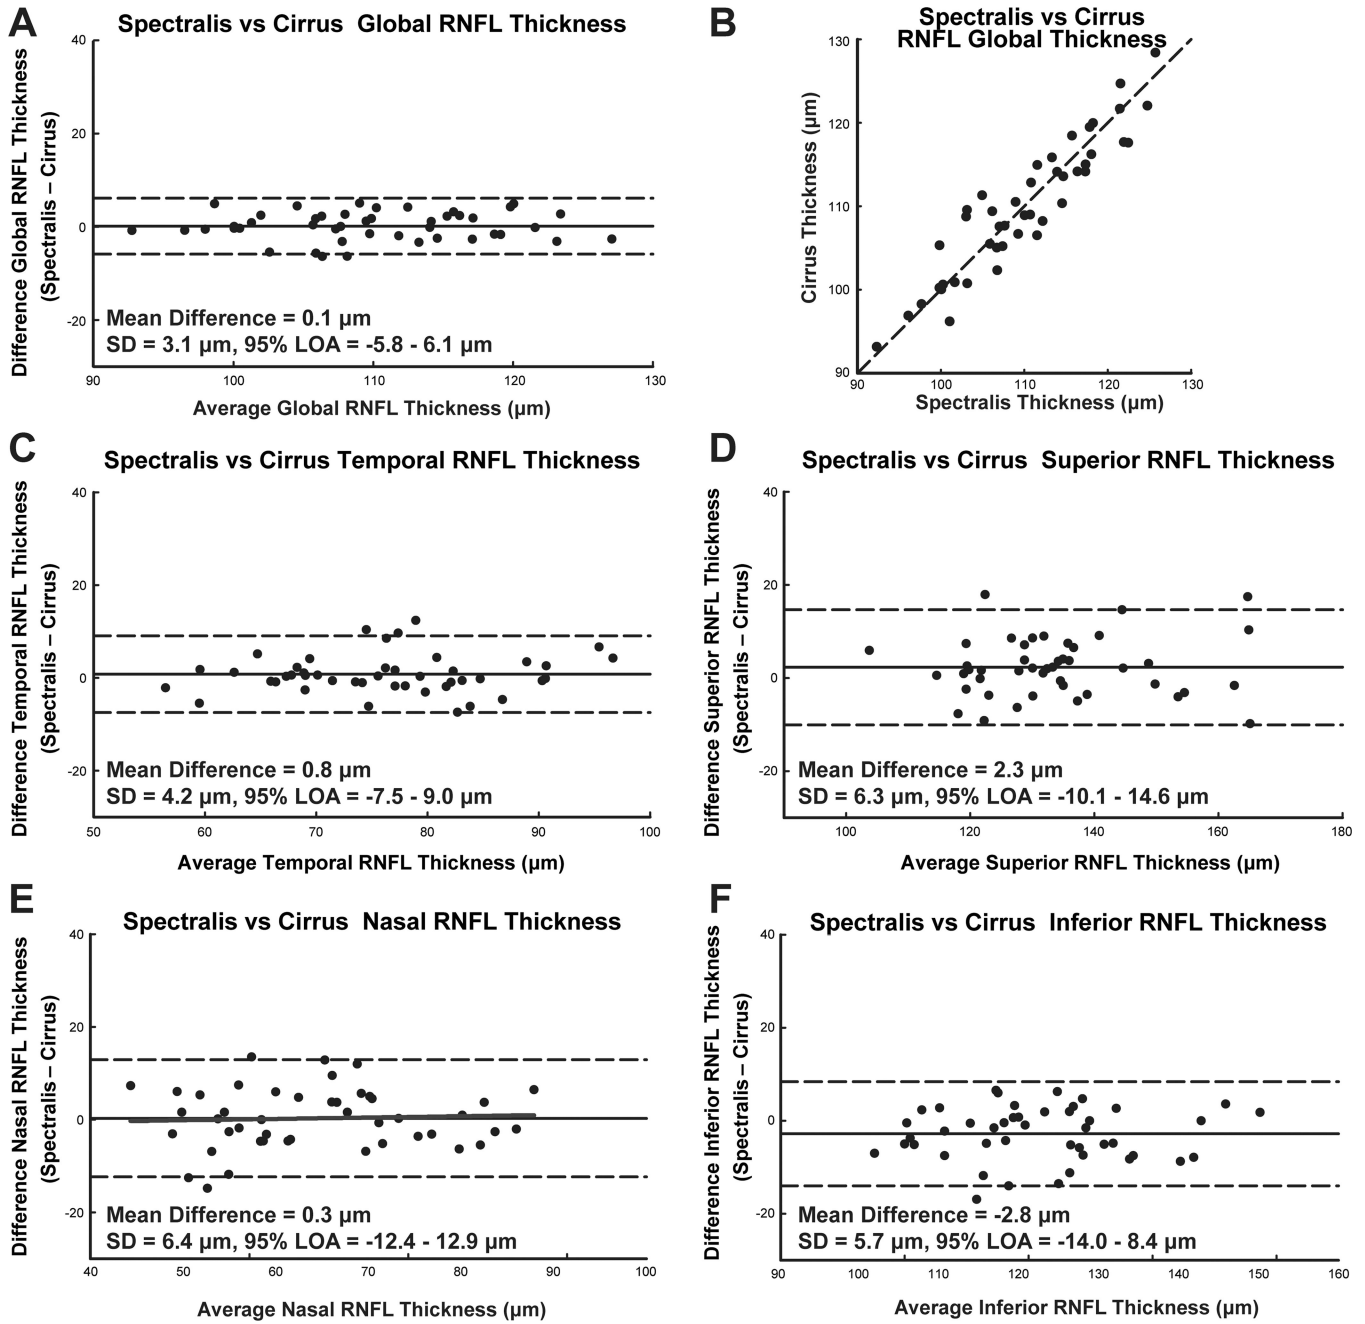 A
Spectralis vs Cirrus Global RNFL Thickness
Difference Global RNFL Thickness
(Spectralis – Cirrus)
40
20
0
-20
Mean Difference = 0.1 µm
SD = 3.1 µm, 95% LOA = -5.8 - 6.1 µm
90 100 110 120 130
Average Global RNFL Thickness (µm)
B
Spectralis vs Cirrus
RNFL Global Thickness
Cirrus Thickness (µm)
130
120
110
100
90
90 100 110 120 130
Spectralis Thickness (µm)
C
Spectralis vs Cirrus Temporal RNFL Thickness
Difference Temporal RNFL Thickness
(Spectralis – Cirrus)
40
20
0
-20
Mean Difference = 0.8 µm
SD = 4.2 µm, 95% LOA = -7.5 - 9.0 µm
50 60 70 80 90 100
Average Temporal RNFL Thickness (µm)
D
Spectralis vs Cirrus Superior RNFL Thickness
Difference Superior RNFL Thickness
(Spectralis – Cirrus)
40
20
0
-20
Mean Difference = 2.3 µm
SD = 6.3 µm, 95% LOA = -10.1 - 14.6 µm
100 120 140 160 180
Average Superior RNFL Thickness (µm)
E
Spectralis vs Cirrus Nasal RNFL Thickness
Difference Nasal RNFL Thickness
(Spectralis – Cirrus)
40
20
0
-20
Mean Difference = 0.3 µm
SD = 6.4 µm, 95% LOA = -12.4 - 12.9 µm
40 50 60 70 80 90 100
Average Nasal RNFL Thickness (µm)
F
Spectralis vs Cirrus Inferior RNFL Thickness
Difference Inferior RNFL Thickness
(Spectralis – Cirrus)
40
20
0
-20
Mean Difference = -2.8 µm
SD = 5.7 µm, 95% LOA = -14.0 - 8.4 µm
90 100 110 120 130 140 150 160
Average Inferior RNFL Thickness (µm)